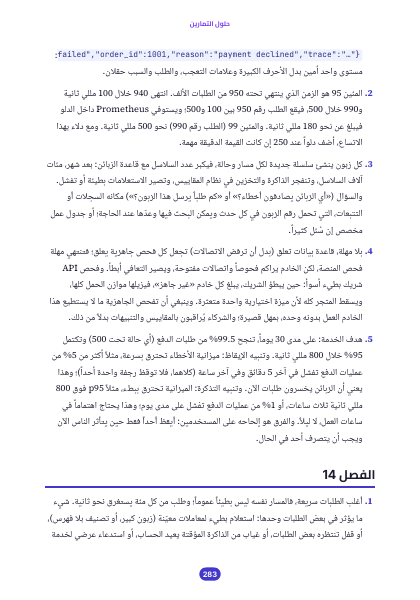 حلول التمارين
:failed","order_id":1001,"reason":"payment declined","trace":"…"}
مستوى واحد أمين بدل الأحرف الكبيرة وعلامات التعجب، والطلب والسبب حقلان.
2. المئين 95 هو الزمن الذي ينتهي تحته 950 من الطلبات الألف. انتهى 940 خلال 100 مللي ثانية
و990 خلال 500، فيقع الطلب رقم 950 بين 100 و500؛ ويستوفي Prometheus داخل الدلو
فيبلغ عن نحو 180 مللي ثانية. والمئين 99 (الطلب رقم 990) نحو 500 مللي ثانية. ومع دلاء بهذا
الاتساع، أضف دلواً عند 250 إن كانت القيمة الدقيقة مهمة.
3. كل زبون ينشئ سلسلة جديدة لكل مسار وحالة، فيكبر عدد السلاسل مع قاعدة الزبائن: بعد شهر، مئات
آلاف السلاسل، وتنفجر الذاكرة والتخزين في نظام المقاييس، وتصير الاستعلامات بطيئة أو تفشل.
والسؤال («أي الزبائن يصادفون أخطاء؟» أو «كم طلباً يرسل هذا الزبون؟») مكانه السجلات أو
التتبعات، التي تحمل رقم الزبون في كل حدث ويمكن البحث فيها وعدّها عند الحاجة؛ أو جدول عمل
مخصص إن سُئل كثيراً.
4. بلا مهلة، قاعدة بيانات تعلق (بدل أن ترفض الاتصالات) تجعل كل فحص جاهزية يعلق؛ فتنتهي مهلة
فحص المنصة، لكن الخادم يراكم فحوصاً واتصالات مفتوحة، ويصير التعافي أبطأ. وفحص API
شريك بطيء أسوأ: حين يبطؤ الشريك، يبلغ كل خادم «غير جاهز»، فيزيلها موازن الحمل كلها،
ويسقط المتجر كله لأن ميزة اختيارية واحدة متعثرة. وينبغي أن تفحص الجاهزية ما لا يستطيع هذا
الخادم العمل بدونه وحده، بمهل قصيرة؛ والشركاء يُراقبون بالمقاييس والتنبيهات بدلاً من ذلك.
5. هدف الخدمة: على مدى 30 يوماً، تنجح 99.5% من طلبات الدفع (أي حالة تحت 500) وتكتمل
95% خلال 800 مللي ثانية. وتنبيه الإيقاظ: ميزانية الأخطاء تحترق بسرعة، مثلاً أكثر من 5% من
عمليات الدفع تفشل في آخر 5 دقائق وفي آخر ساعة (كلاهما، فلا توقظ رجفة واحدة أحداً)؛ وهذا
يعني أن الزبائن يخسرون طلبات الآن. وتنبيه التذكرة: الميزانية تحترق ببطء، مثلاً p95 فوق 800
مللي ثانية ثلاث ساعات، أو 1% من عمليات الدفع تفشل على مدى يوم؛ وهذا يحتاج اهتماماً في
ساعات العمل، لا ليلاً. والفرق هو إلحاحه على المستخدمين: أيقظ أحداً فقط حين يتأثر الناس الآن
ويجب أن يتصرف أحد في الحال.
الفصل 14
1. أغلب الطلبات سريعة، فالمسار نفسه ليس بطيئاً عموماً؛ وطلب من كل مئة يستغرق نحو ثانية. شيء
ما يؤثر في بعض الطلبات وحدها: استعلام بطيء لمعاملات معيّنة (زبون كبير، أو تصنيف بلا فهرس)،
أو قفل تنتظره بعض الطلبات، أو غياب من الذاكرة المؤقتة يعيد الحساب، أو استدعاء عرضي لخدمة
283